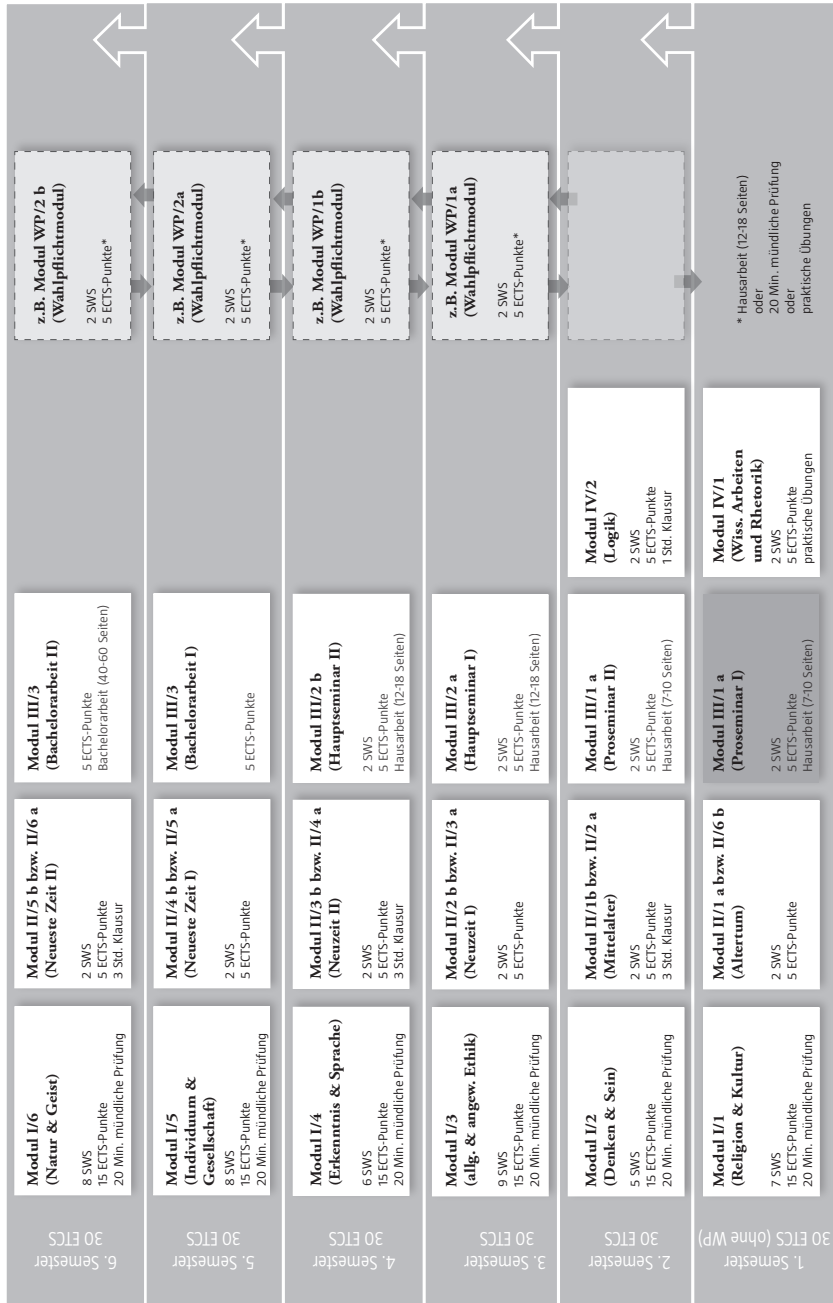 6. Semester
30 ETCS
Modul I/6
(Natur & Geist)
8 SWS
15 ECTS-Punkte
20 Min. mündliche Prüfung
Modul II/5 b bzw. II/6 a
(Neueste Zeit II)
2 SWS
5 ECTS-Punkte
3 Std. Klausur
Modul III/3
(Bachelorarbeit II)
5 ECTS-Punkte
Bachelorarbeit (40-60 Seiten)
z.B. Modul WP/2 b
(Wahlpflichtmodul)
2 SWS
5 ECTS-Punkte*
5. Semester
30 ETCS
Modul I/5
(Individuum &
Gesellschaft)
8 SWS
15 ECTS-Punkte
20 Min. mündliche Prüfung
Modul II/4 b bzw. II/5 a
(Neueste Zeit I)
2 SWS
5 ECTS-Punkte
Modul III/3
(Bachelorarbeit I)
5 ECTS-Punkte
z.B. Modul WP/2a
(Wahlpflichtmodul)
2 SWS
5 ECTS-Punkte*
4. Semester
30 ETCS
Modul I/4
(Erkenntnis & Sprache)
6 SWS
15 ECTS-Punkte
20 Min. mündliche Prüfung
Modul II/3 b bzw. II/4 a
(Neuzeit II)
2 SWS
5 ECTS-Punkte
3 Std. Klausur
Modul III/2 b
(Hauptseminar II)
2 SWS
5 ECTS-Punkte
Hausarbeit (12-18 Seiten)
z.B. Modul WP/1b
(Wahlpflichtmodul)
2 SWS
5 ECTS-Punkte*
3. Semester
30 ETCS
Modul I/3
(allg. & angew. Ethik)
9 SWS
15 ECTS-Punkte
20 Min. mündliche Prüfung
Modul II/2 b bzw. II/3 a
(Neuzeit I)
2 SWS
5 ECTS-Punkte
Modul III/2 a
(Hauptseminar I)
2 SWS
5 ECTS-Punkte
Hausarbeit (12-18 Seiten)
z.B. Modul WP/1a
(Wahlpflichtmodul)
2 SWS
5 ECTS-Punkte*
2. Semester
30 ETCS
Modul I/2
(Denken & Sein)
5 SWS
15 ECTS-Punkte
20 Min. mündliche Prüfung
Modul II/1b bzw. II/2 a
(Mittelalter)
2 SWS
5 ECTS-Punkte
3 Std. Klausur
Modul III/1 a
(Proseminar II)
2 SWS
5 ECTS-Punkte
Hausarbeit (7-10 Seiten)
Modul IV/2
(Logik)
2 SWS
5 ECTS-Punkte
1 Std. Klausur
1. Semester
30 ETCS (ohne WP)
Modul I/1
(Religion & Kultur)
7 SWS
15 ECTS-Punkte
20 Min. mündliche Prüfung
Modul II/1 a bzw. II/6 b
(Altertum)
2 SWS
5 ECTS-Punkte
Modul III/1 a
(Proseminar I)
2 SWS
5 ECTS-Punkte
Hausarbeit (7-10 Seiten)
Modul IV/1
(Wiss. Arbeiten
und Rhetorik)
2 SWS
5 ECTS-Punkte
praktische Übungen
* Hausarbeit (12-18 Seiten)
oder
20 Min. mündliche Prüfung
oder
praktische Übungen